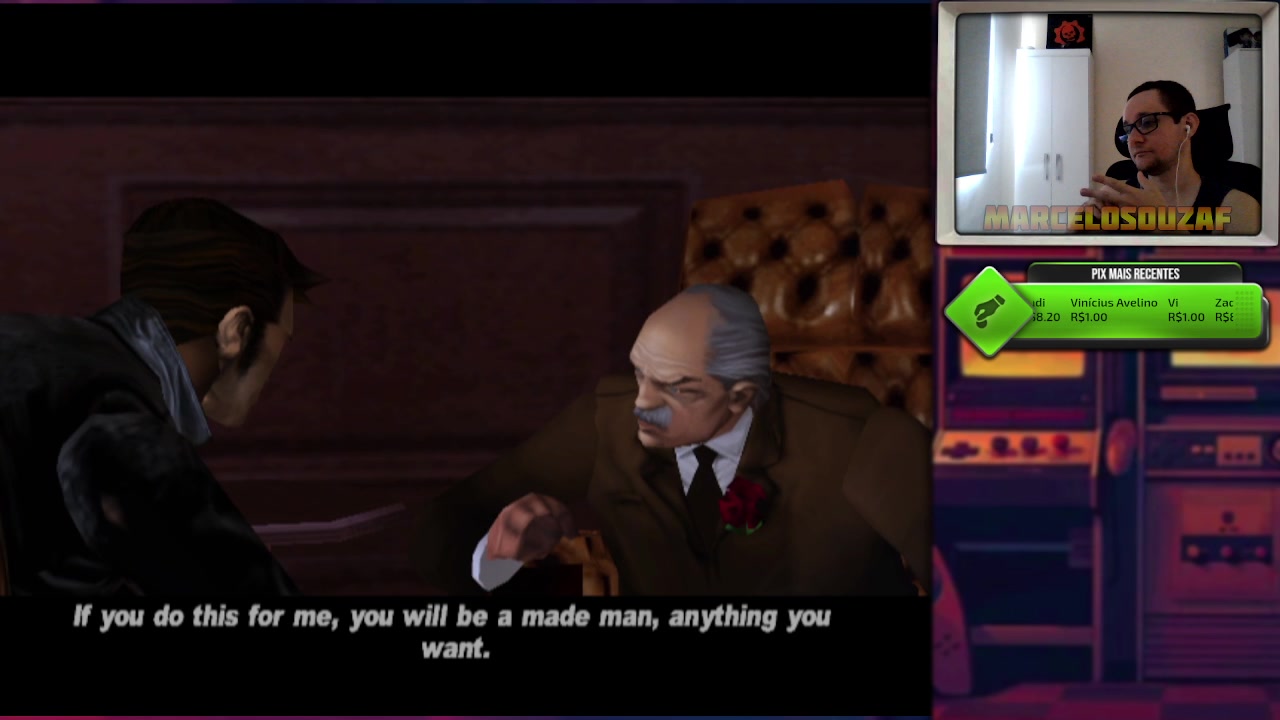 If you do this for me, you will be a made man, anything you
want.
MARCELOSOUZAF
PIX MAIS RECENTES
Vinícius Avelino Vi
R$1.00 R$1.00